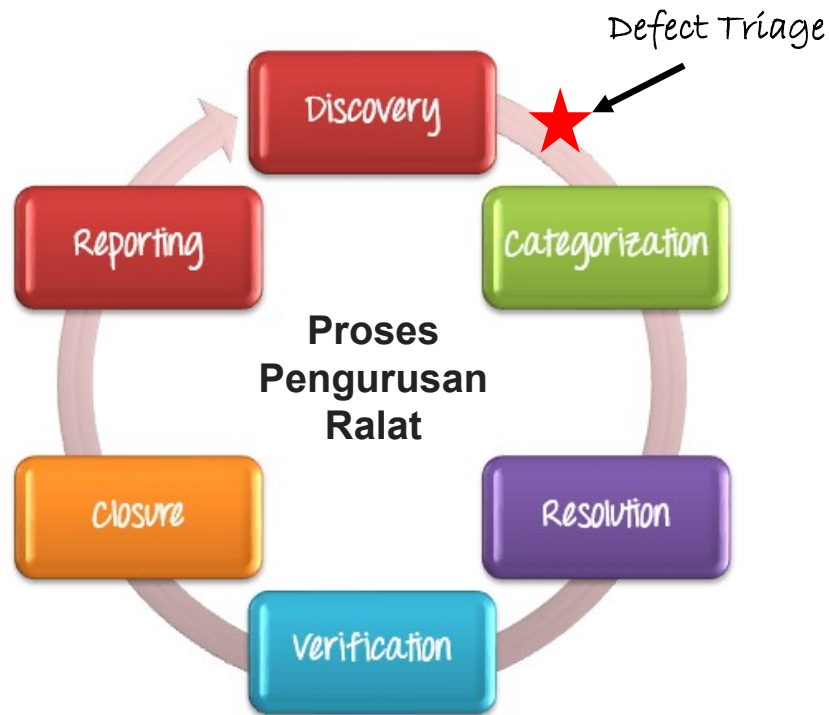 Defect Triage
Discovery
Categorization
Resolution
Verification
Closure
Reporting
Proses
Pengurusan
Ralat